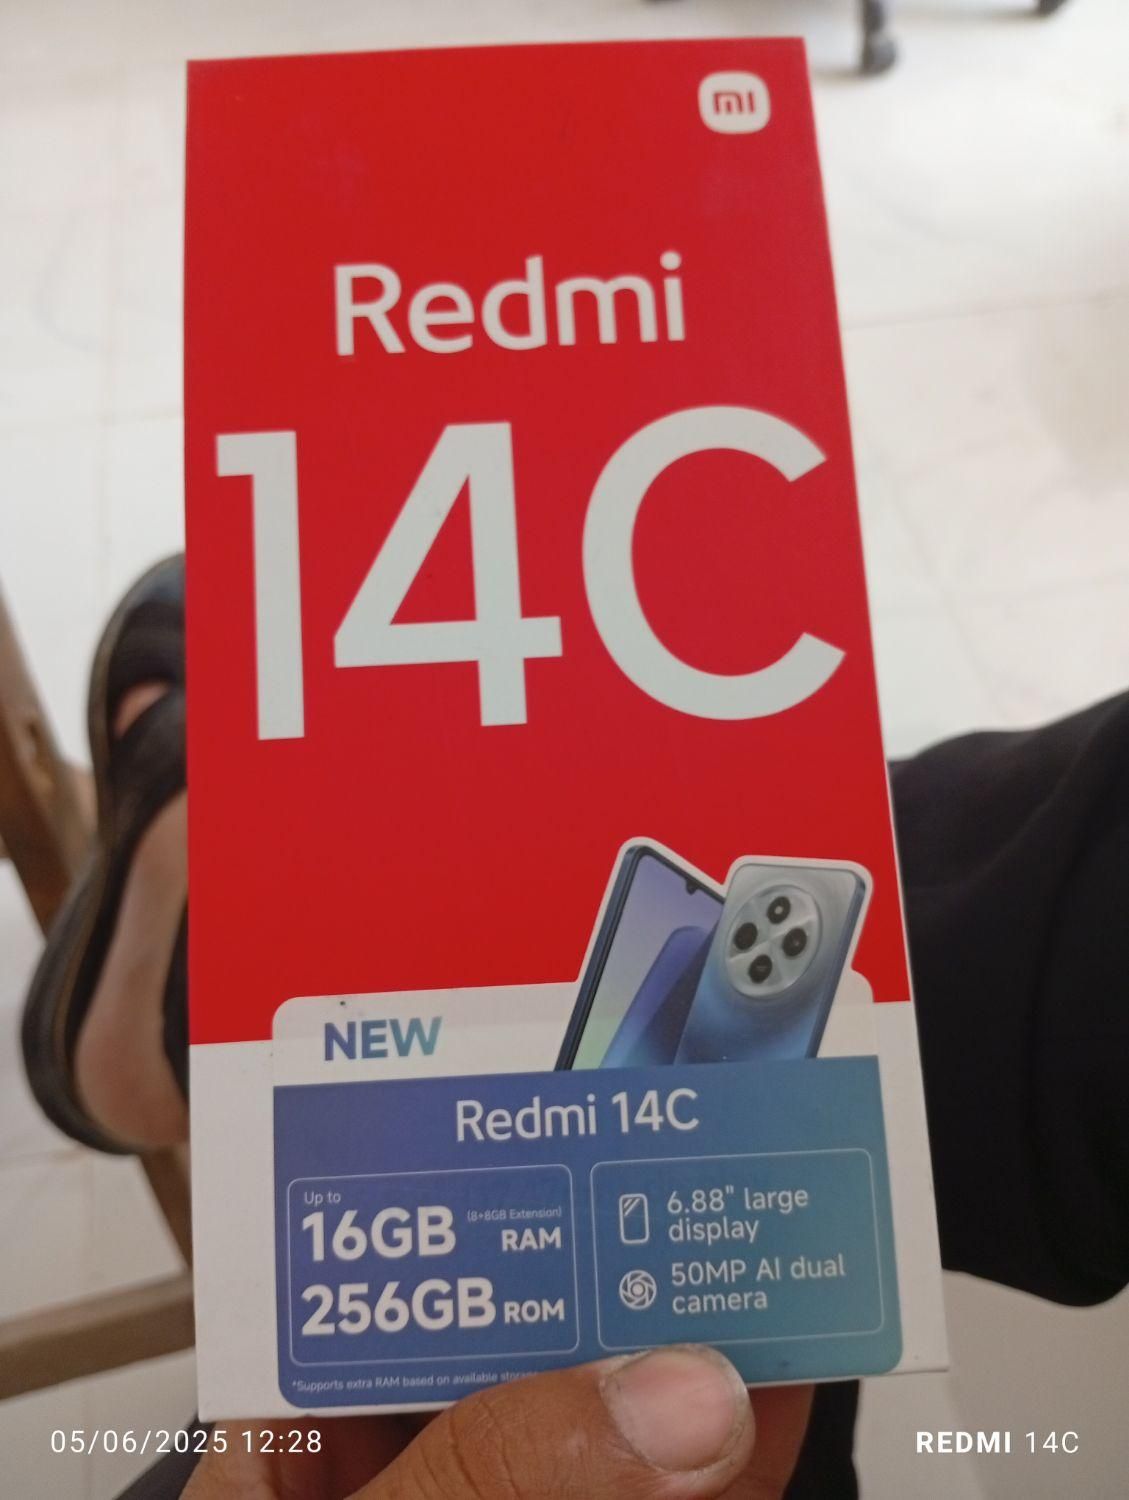 mi
Redmi
14C
NEW
Redmi 14C
Up to
16GB (8+8GB Extension) RAM
256GB ROM
6.88" large
display
50MP AI dual
camera
*Supports extra RAM based on available storage
05/06/2025 12:28
REDMI 14C